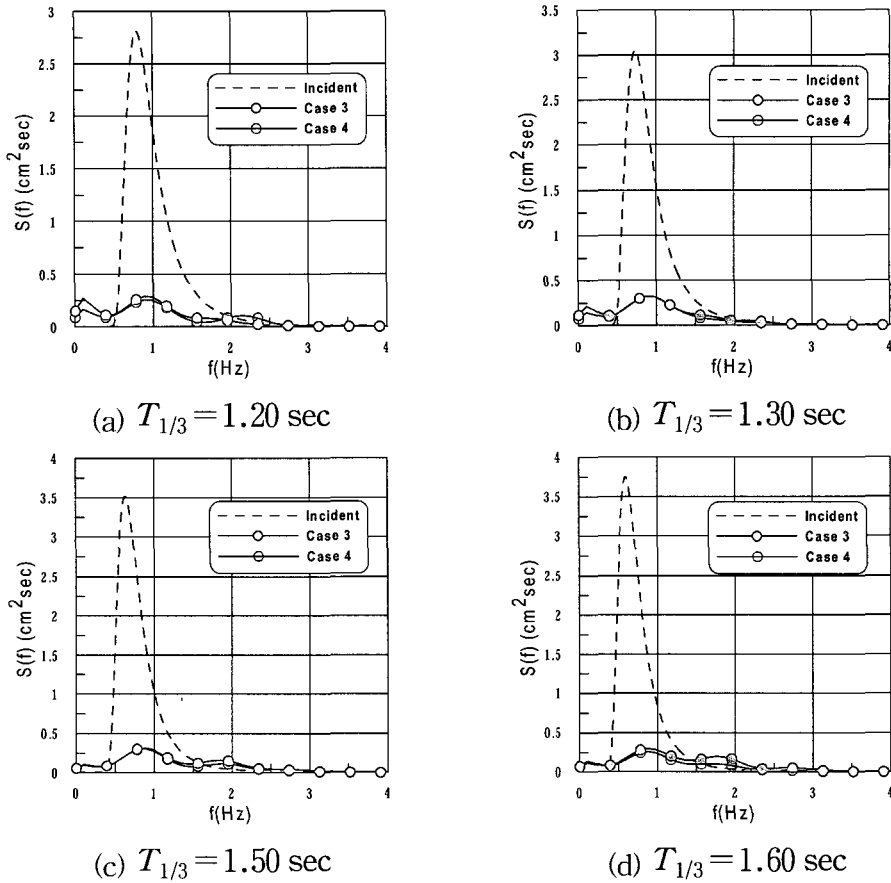 3
2.5
2
1.5
1
0.5
0
S(f) (cm²sec)
Incident
Case 3
Case 4
0 1 2 3 4
f(Hz)
(a) T1/3=1.20 sec
3.5
3
2.5
2
1.5
1
0.5
0
S(f) (cm²sec)
Incident
Case 3
Case 4
0 1 2 3 4
f(Hz)
(b) T1/3=1.30 sec
4
3.5
3
2.5
2
1.5
1
0.5
0
S(f) (cm²sec)
Incident
Case 3
Case 4
0 1 2 3 4
f(Hz)
(c) T1/3=1.50 sec
4
3.5
3
2.5
2
1.5
1
0.5
0
S(f) (cm²sec)
Incident
Case 3
Case 4
0 1 2 3 4
f(Hz)
(d) T1/3=1.60 sec